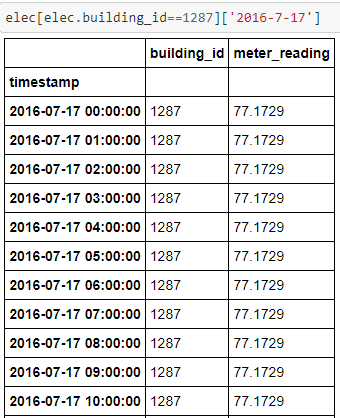 elec[elec.building_id==1287]['2016-7-17']
building_id meter_reading
timestamp
2016-07-17 00:00:00 1287 77.1729
2016-07-17 01:00:00 1287 77.1729
2016-07-17 02:00:00 1287 77.1729
2016-07-17 03:00:00 1287 77.1729
2016-07-17 04:00:00 1287 77.1729
2016-07-17 05:00:00 1287 77.1729
2016-07-17 06:00:00 1287 77.1729
2016-07-17 07:00:00 1287 77.1729
2016-07-17 08:00:00 1287 77.1729
2016-07-17 09:00:00 1287 77.1729
2016-07-17 10:00:00 1287 77.1729